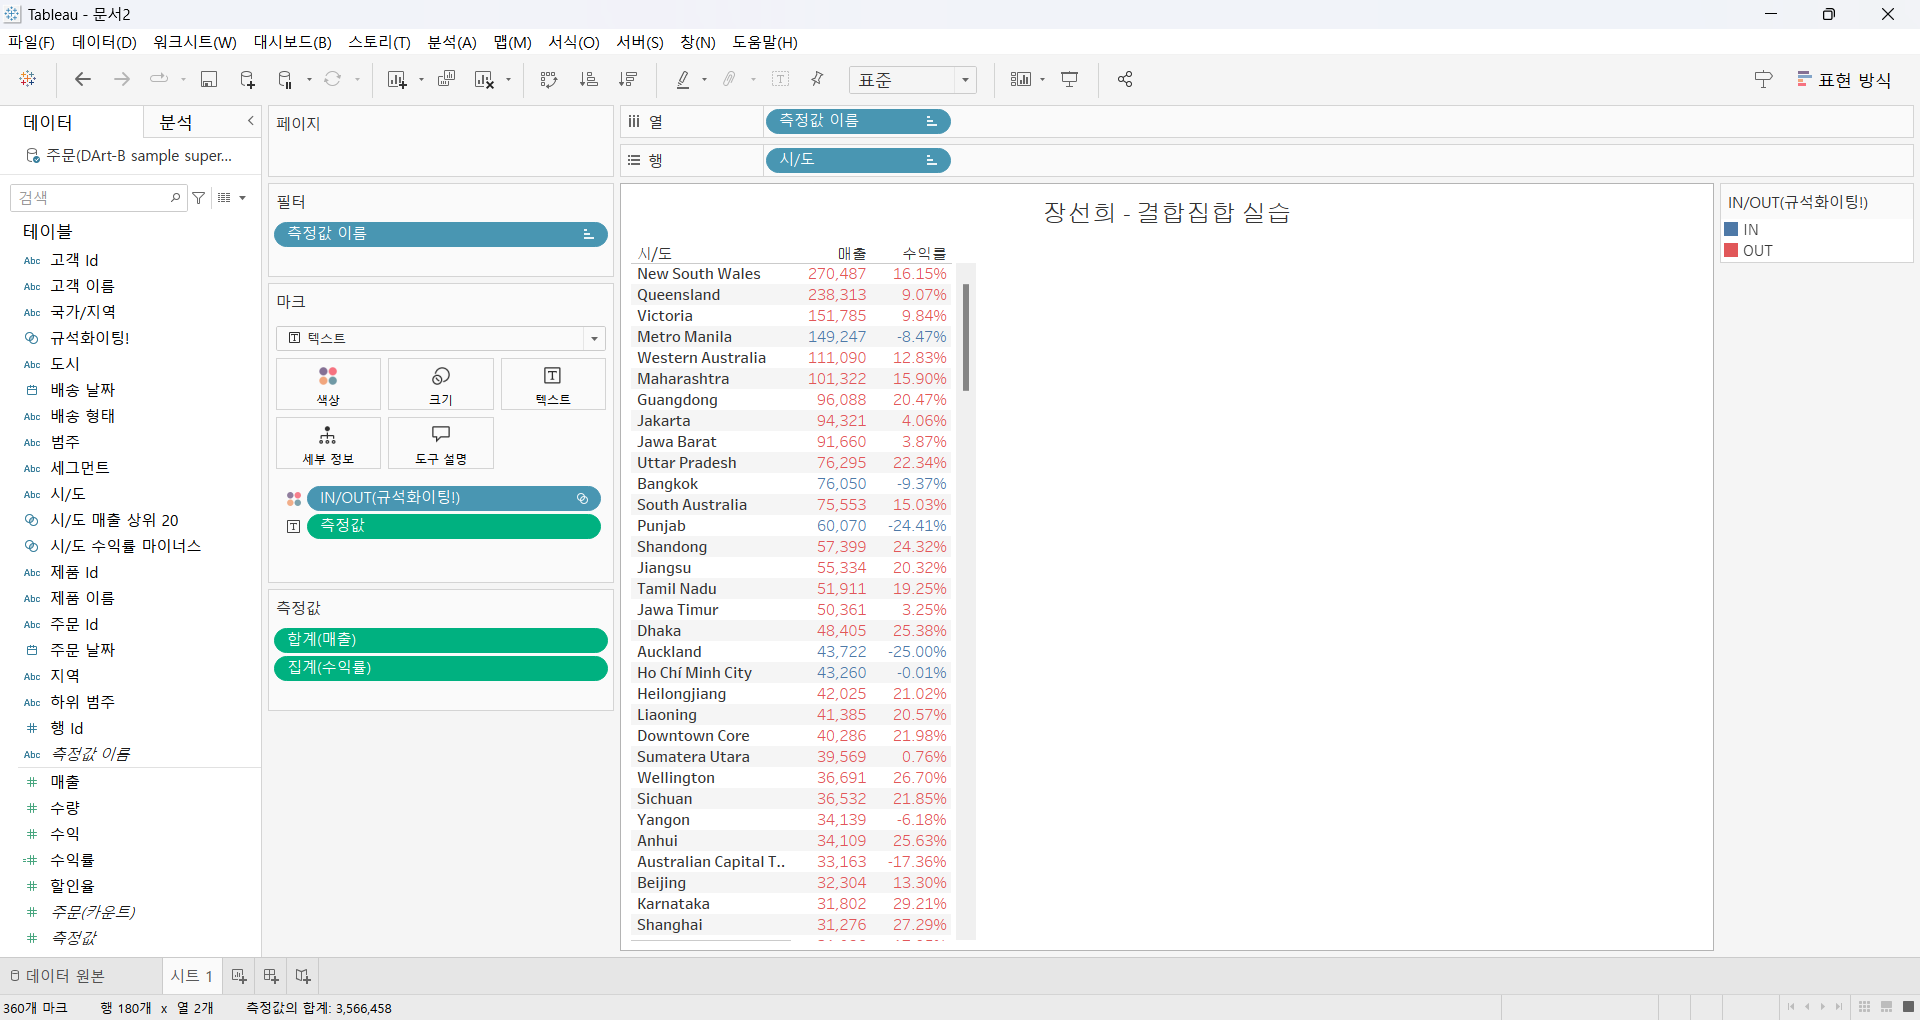 Tableau - 문서2
파일(F) 데이터(D) 워크시트(W) 대시보드(B) 스토리(T) 분석(A) 맵(M) 서식(O) 서버(S) 창(N) 도움말(H)
표준
표현 방식
데이터 분석
주문(DArt-B sample super...
검색
테이블
Abc 고객 Id
Abc 고객 이름
Abc 국가/지역
규석화이팅!
Abc 도시
배송 날짜
Abc 배송 형태
Abc 범주
Abc 세그먼트
Abc 시/도
시/도 매출 상위 20
시/도 수익률 마이너스
Abc 제품 Id
Abc 제품 이름
Abc 주문 Id
주문 날짜
Abc 지역
Abc 하위 범주
# 행 Id
Abc 측정값 이름
# 매출
# 수량
# 수익
=# 수익률
# 할인율
# 주문(카운트)
# 측정값
페이지
필터
측정값 이름
마크
텍스트
색상 크기 텍스트
세부 정보 도구 설명
IN/OUT(규석화이팅!)
측정값
측정값
합계(매출)
집계(수익률)
열 측정값 이름
행 시/도
장선희 - 결합집합 실습
시/도 매출 수익률
New South Wales 270,487 16.15%
Queensland 238,313 9.07%
Victoria 151,785 9.84%
Metro Manila 149,247 -8.47%
Western Australia 111,090 12.83%
Maharashtra 101,322 15.90%
Guangdong 96,088 20.47%
Jakarta 94,321 4.06%
Jawa Barat 91,660 3.87%
Uttar Pradesh 76,295 22.34%
Bangkok 76,050 -9.37%
South Australia 75,553 15.03%
Punjab 60,070 -24.41%
Shandong 57,399 24.32%
Jiangsu 55,334 20.32%
Tamil Nadu 51,911 19.25%
Jawa Timur 50,361 3.25%
Dhaka 48,405 25.38%
Auckland 43,722 -25.00%
Ho Chí Minh City 43,260 -0.01%
Heilongjiang 42,025 21.02%
Liaoning 41,385 20.57%
Downtown Core 40,286 21.98%
Sumatera Utara 39,569 0.76%
Wellington 36,691 26.70%
Sichuan 36,532 21.85%
Yangon 34,139 -6.18%
Anhui 34,109 25.63%
Australian Capital T.. 33,163 -17.36%
Beijing 32,304 13.30%
Karnataka 31,802 29.21%
Shanghai 31,276 27.29%
IN/OUT(규석화이팅!)
IN
OUT
데이터 원본 시트 1
360개 마크 행 180개 x 열 2개 측정값의 합계: 3,566,458